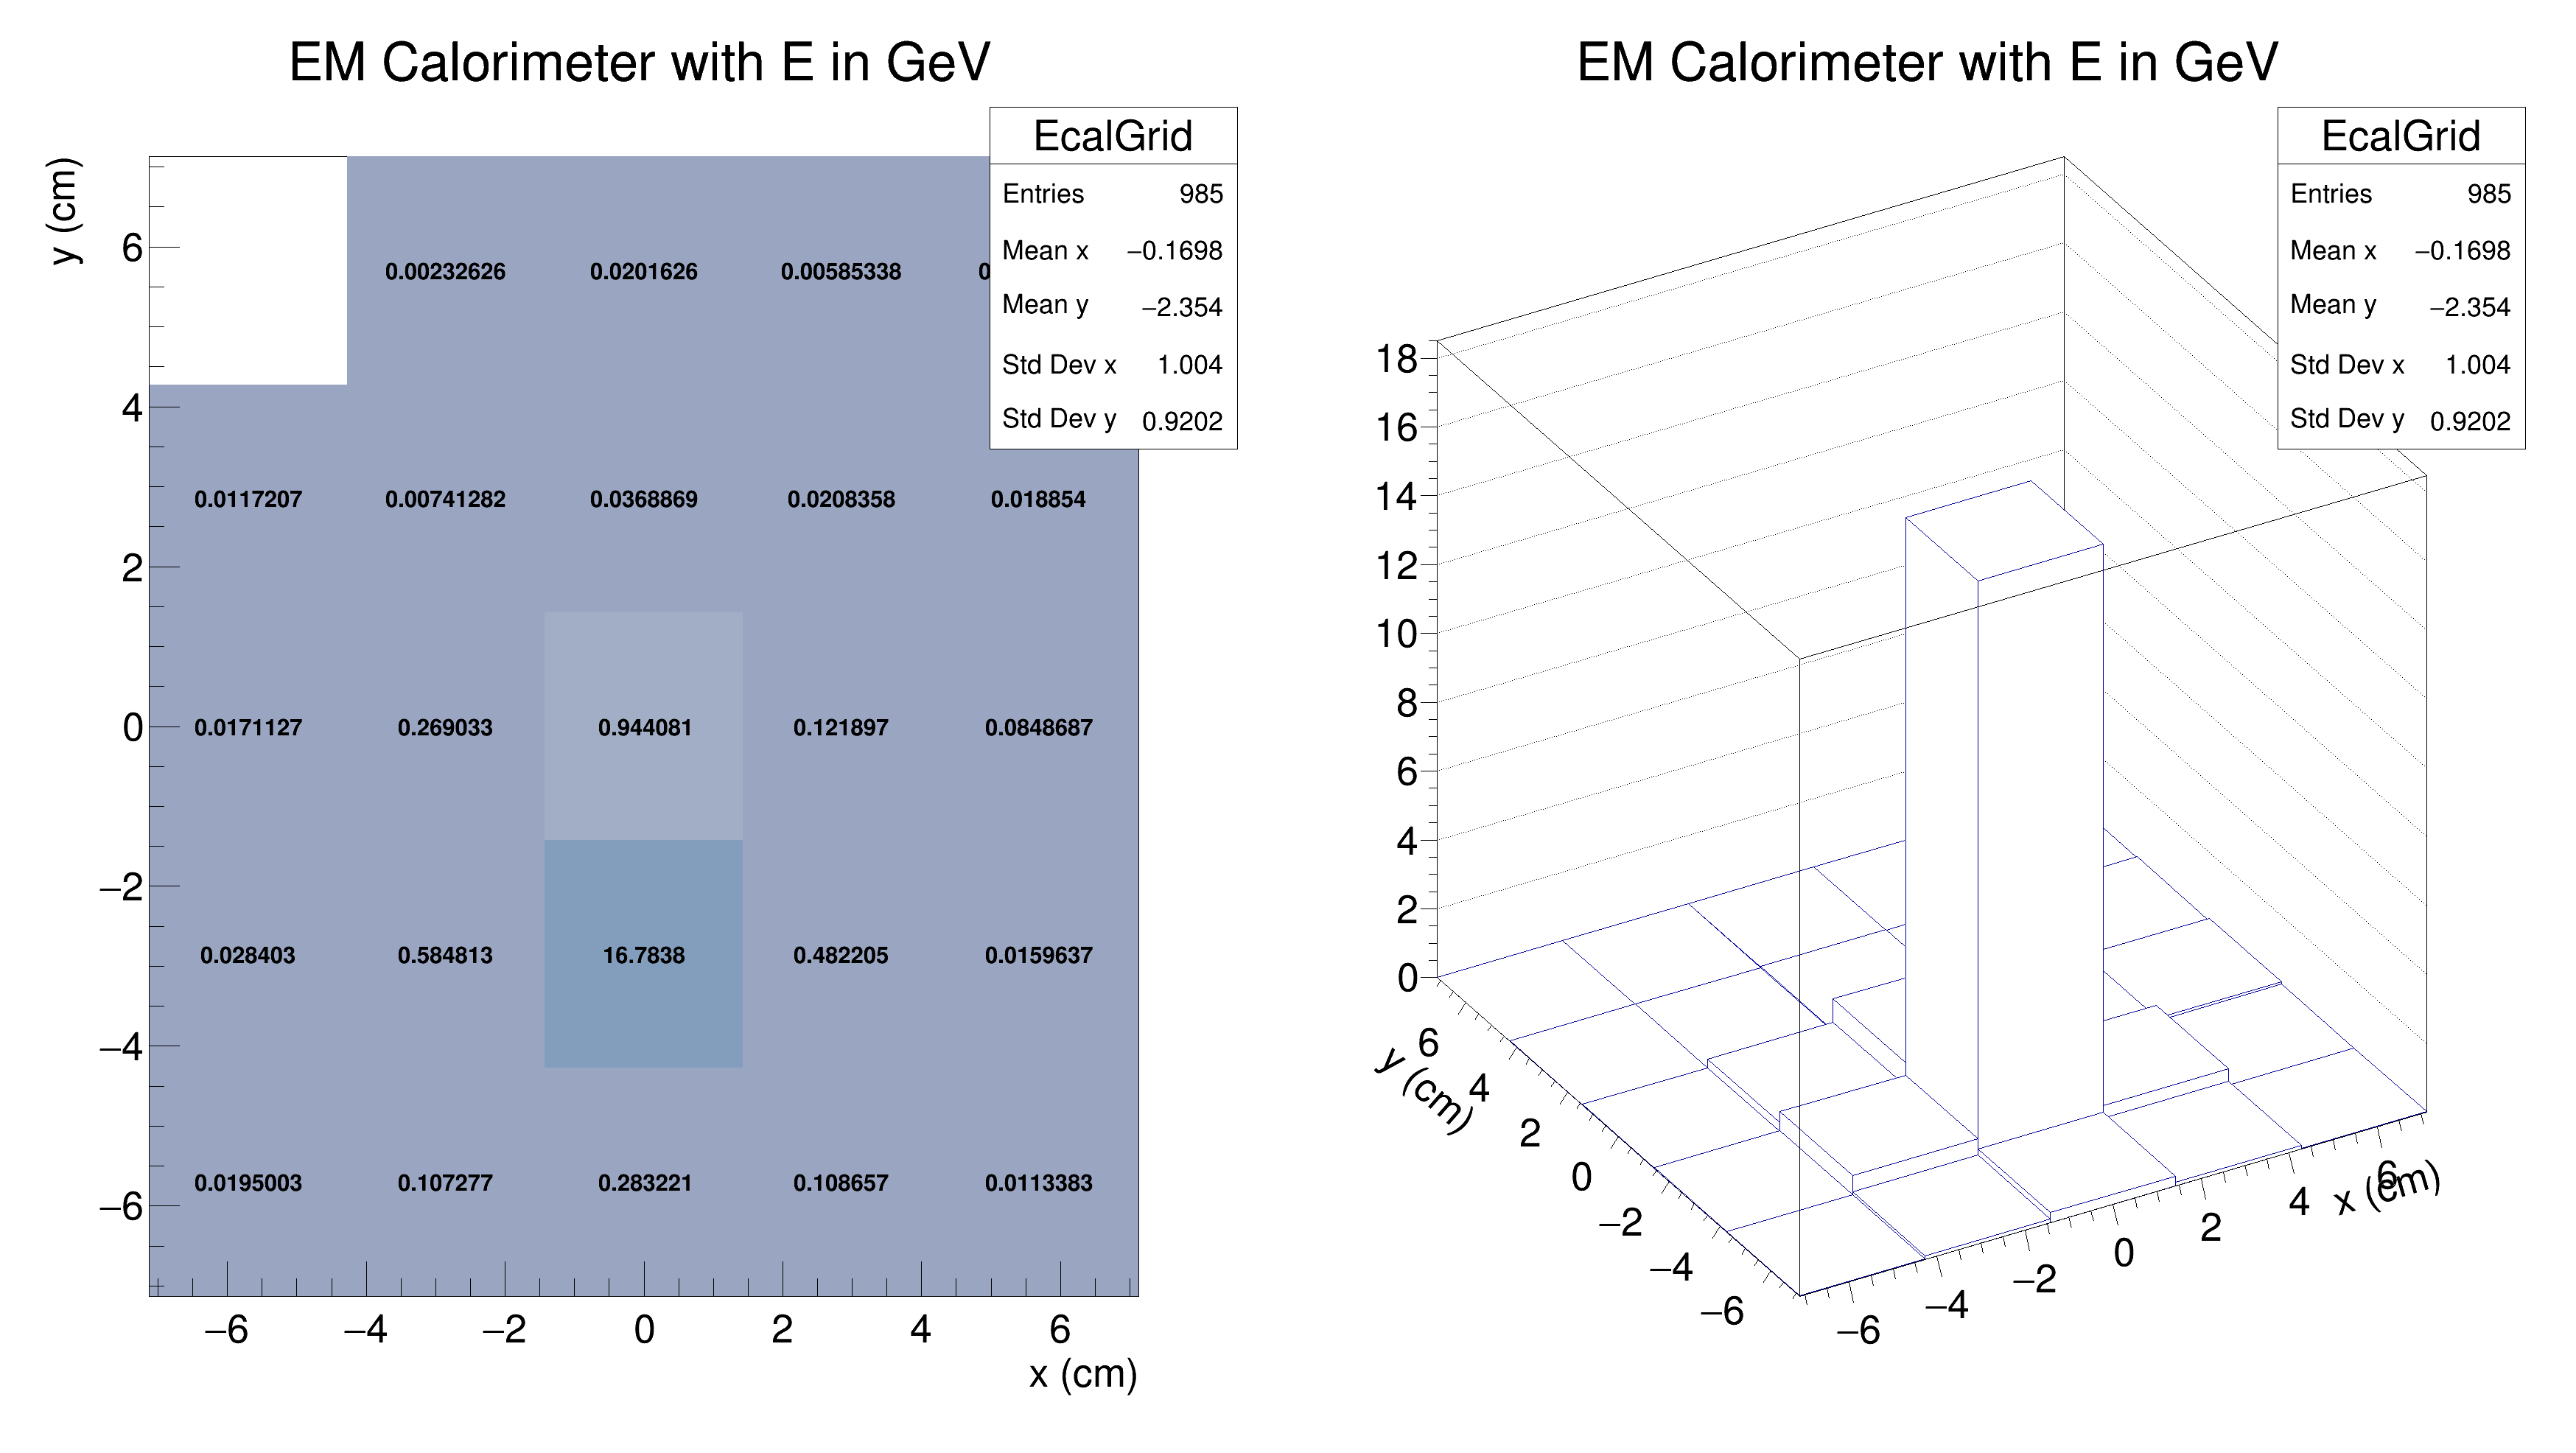 EM Calorimeter with E in GeV
EcalGrid
Entries 985
Mean x −0.1698
Mean y −2.354
Std Dev x 1.004
Std Dev y 0.9202
y (cm)
6
4
2
0
−2
−4
−6
0.00232626 0.0201626 0.00585338
0.0117207 0.00741282 0.0368869 0.0208358 0.018854
0.0171127 0.269033 0.944081 0.121897 0.0848687
0.028403 0.584813 16.7838 0.482205 0.0159637
0.0195003 0.107277 0.283221 0.108657 0.0113383
−6 −4 −2 0 2 4 6
x (cm)
EM Calorimeter with E in GeV
EcalGrid
Entries 985
Mean x −0.1698
Mean y −2.354
Std Dev x 1.004
Std Dev y 0.9202
18
16
14
12
10
8
6
4
2
0
y (cm)
6
4
2
0
−2
−4
−6
−6 −4 −2 0 2 4 6
x (cm)